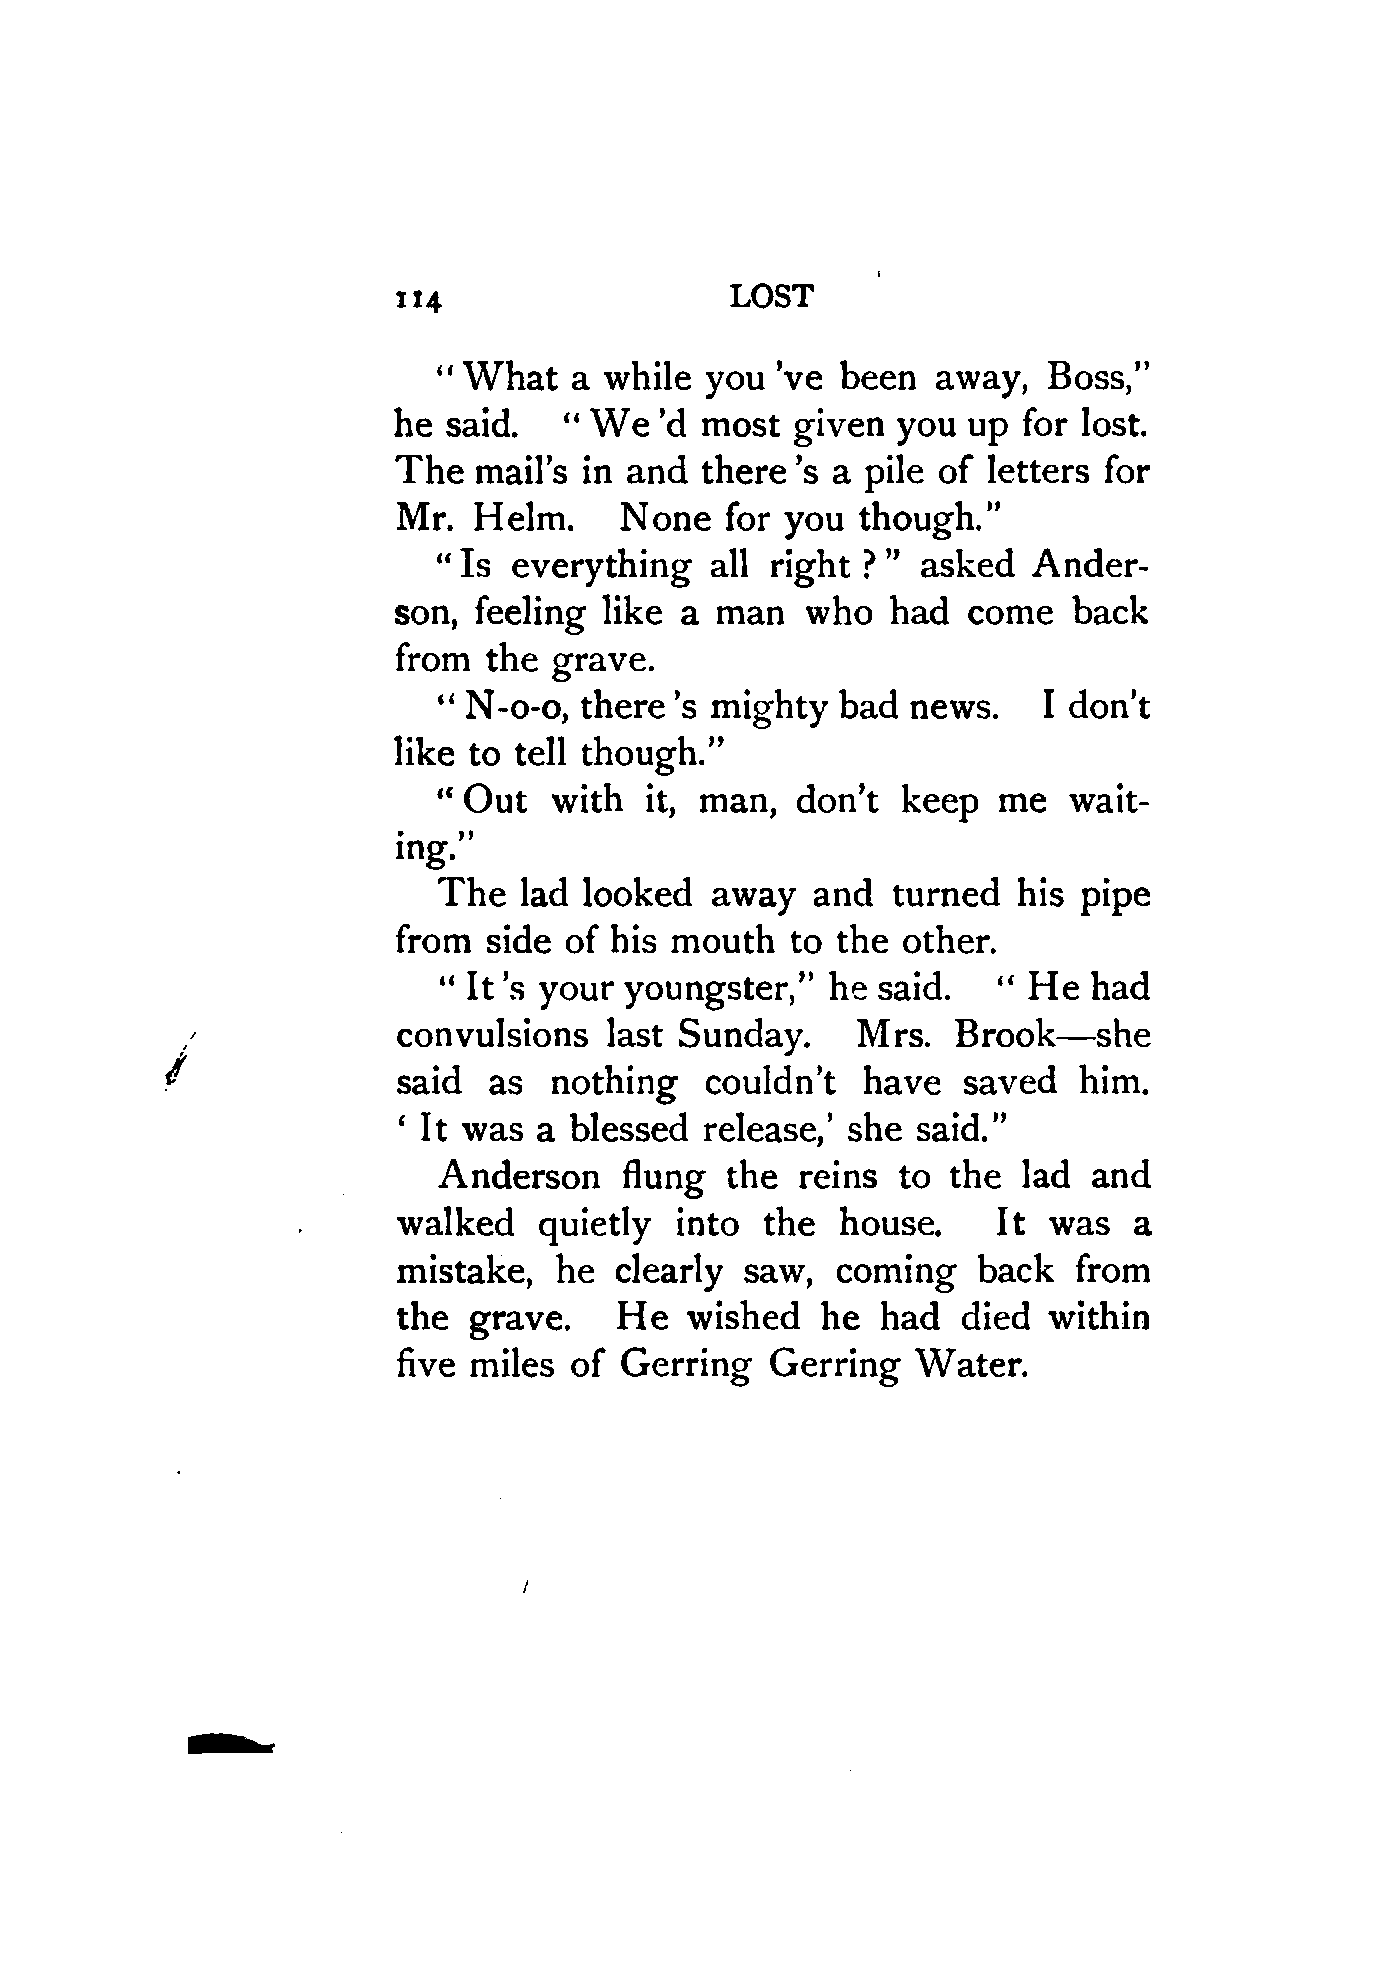 114 LOST
" What a while you 've been away, Boss,"
he said. " We 'd most given you up for lost.
The mail's in and there 's a pile of letters for
Mr. Helm. None for you though."
" Is everything all right ? " asked Ander-
son, feeling like a man who had come back
from the grave.
" N-o-o, there 's mighty bad news. I don't
like to tell though."
" Out with it, man, don't keep me wait-
ing."
The lad looked away and turned his pipe
from side of his mouth to the other.
" It 's your youngster," he said. " He had
convulsions last Sunday. Mrs. Brook—she
said as nothing couldn't have saved him.
' It was a blessed release,' she said."
Anderson flung the reins to the lad and
walked quietly into the house. It was a
mistake, he clearly saw, coming back from
the grave. He wished he had died within
five miles of Gerring Gerring Water.